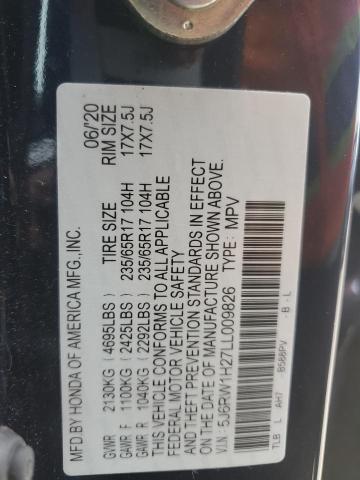 MFD.BY HONDA OF AMERICA MFG.,INC. 06/'20
TIRE SIZE RIM SIZE
GVWR 2130KG ( 4695LBS )
GAWR F 1100KG ( 2425LBS ) 235/65R17 104H 17X7.5J
GAWR R 1040KG ( 2292LBS ) 235/65R17 104H 17X7.5J
THIS VEHICLE CONFORMS TO ALL APPLICABLE
FEDERAL MOTOR VEHICLE SAFETY
AND THEFT PREVENTION STANDARDS IN EFFECT
ON THE DATE OF MANUFACTURE SHOWN ABOVE.
V.I.N: 5J6RW1H27LL009826 TYPE: MPV
TLB L AH7 - B588PV - B - L